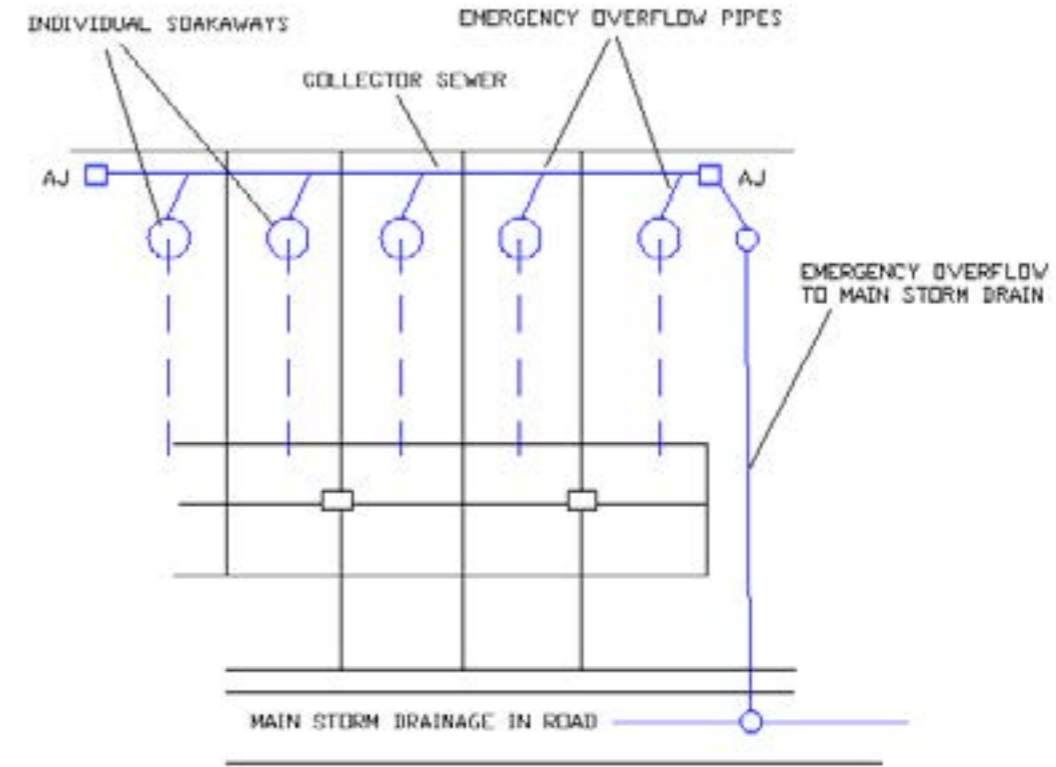 INDIVIDUAL SOAKAWAYS
EMERGENCY OVERFLOW PIPES
COLLECTOR SEWER
AJ
AJ
EMERGENCY OVERFLOW
TO MAIN STORM DRAIN
MAIN STORM DRAINAGE IN ROAD